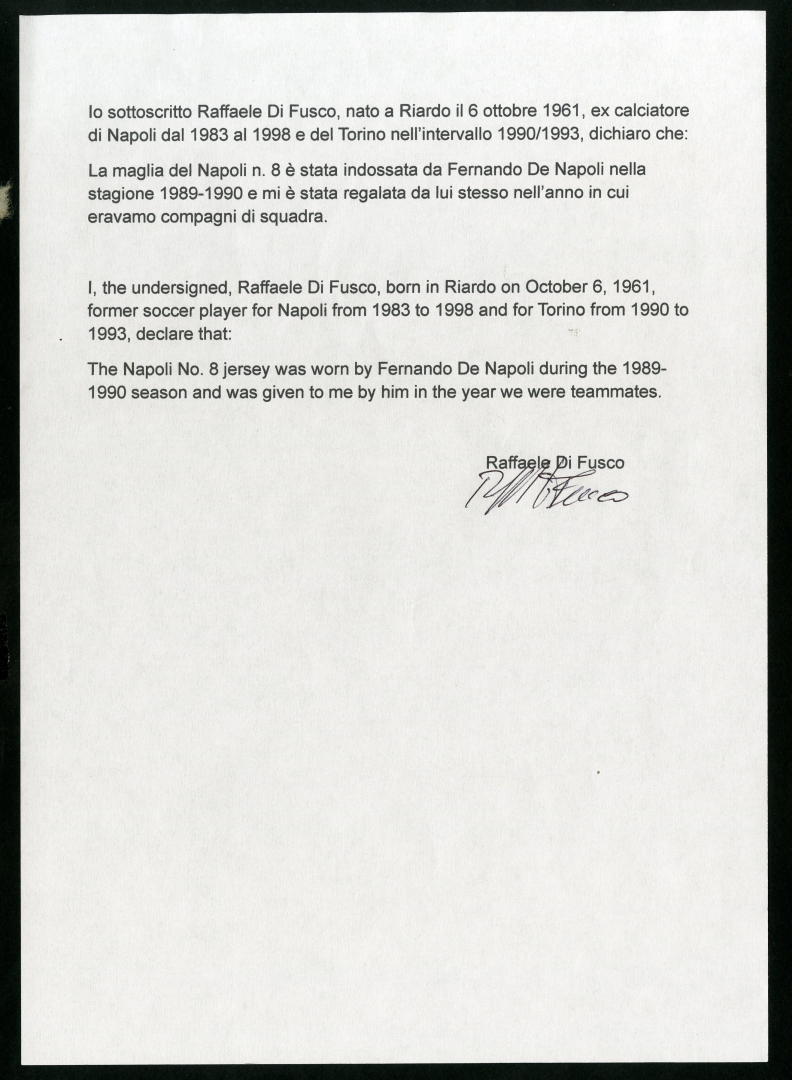 Io sottoscritto Raffaele Di Fusco, nato a Riardo il 6 ottobre 1961, ex calciatore
di Napoli dal 1983 al 1998 e del Torino nell'intervallo 1990/1993, dichiaro che:
La maglia del Napoli n. 8 è stata indossata da Fernando De Napoli nella
stagione 1989-1990 e mi è stata regalata da lui stesso nell'anno in cui
eravamo compagni di squadra.
I, the undersigned, Raffaele Di Fusco, born in Riardo on October 6, 1961,
former soccer player for Napoli from 1983 to 1998 and for Torino from 1990 to
1993, declare that:
The Napoli No. 8 jersey was worn by Fernando De Napoli during the 1989-
1990 season and was given to me by him in the year we were teammates.
Raffaele Di Fusco